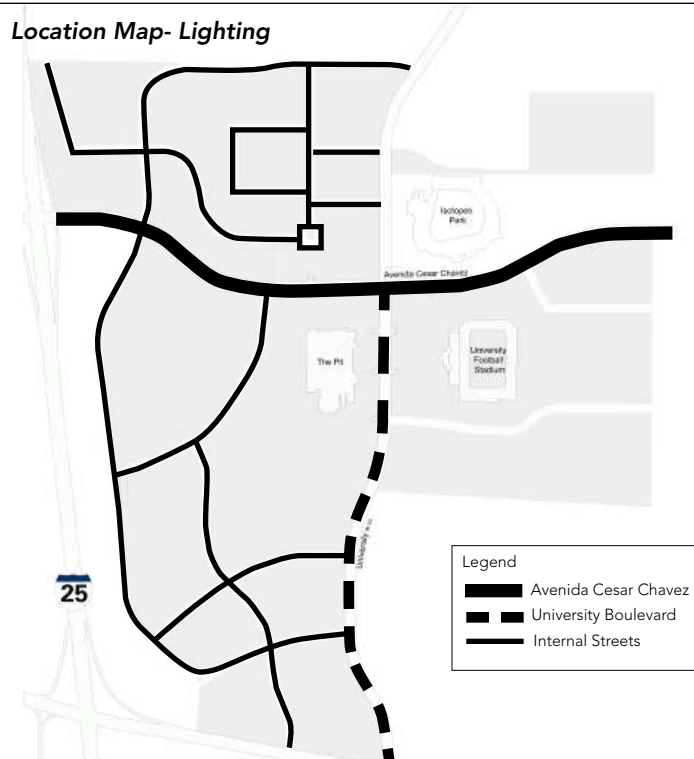 Location Map- Lighting
Isotopes
Park
Avenida Cesar Chavez
The Pit
University
Football
Stadium
University
25
Legend
Avenida Cesar Chavez
University Boulevard
Internal Streets